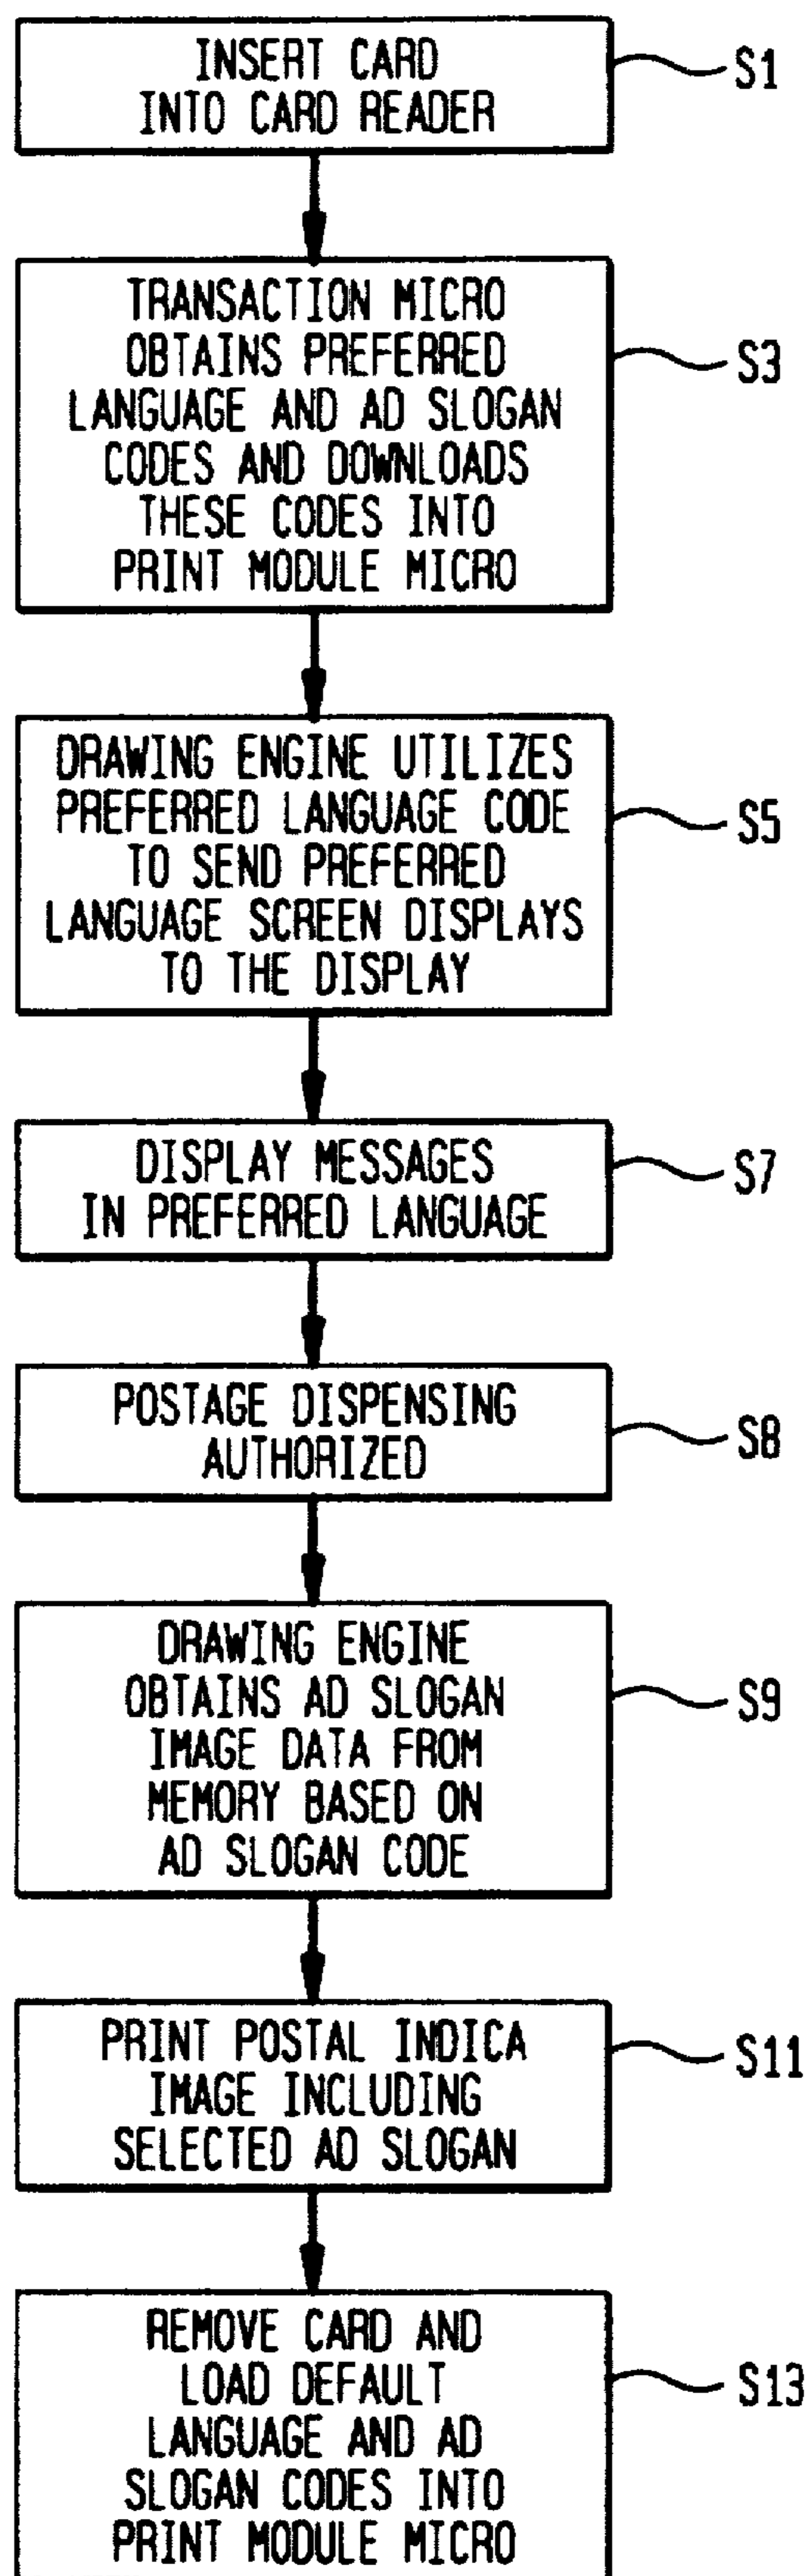 INSERT CARD
INTO CARD READER
S1
TRANSACTION MICRO
OBTAINS PREFERRED
LANGUAGE AND AD SLOGAN
CODES AND DOWNLOADS
THESE CODES INTO
PRINT MODULE MICRO
S3
DRAWING ENGINE UTILIZES
PREFERRED LANGUAGE CODE
TO SEND PREFERRED
LANGUAGE SCREEN DISPLAYS
TO THE DISPLAY
S5
DISPLAY MESSAGES
IN PREFERRED LANGUAGE
S7
POSTAGE DISPENSING
AUTHORIZED
S8
DRAWING ENGINE
OBTAINS AD SLOGAN
IMAGE DATA FROM
MEMORY BASED ON
AD SLOGAN CODE
S9
PRINT POSTAL INDICA
IMAGE INCLUDING
SELECTED AD SLOGAN
S11
REMOVE CARD AND
LOAD DEFAULT
LANGUAGE AND AD
SLOGAN CODES INTO
PRINT MODULE MICRO
S13